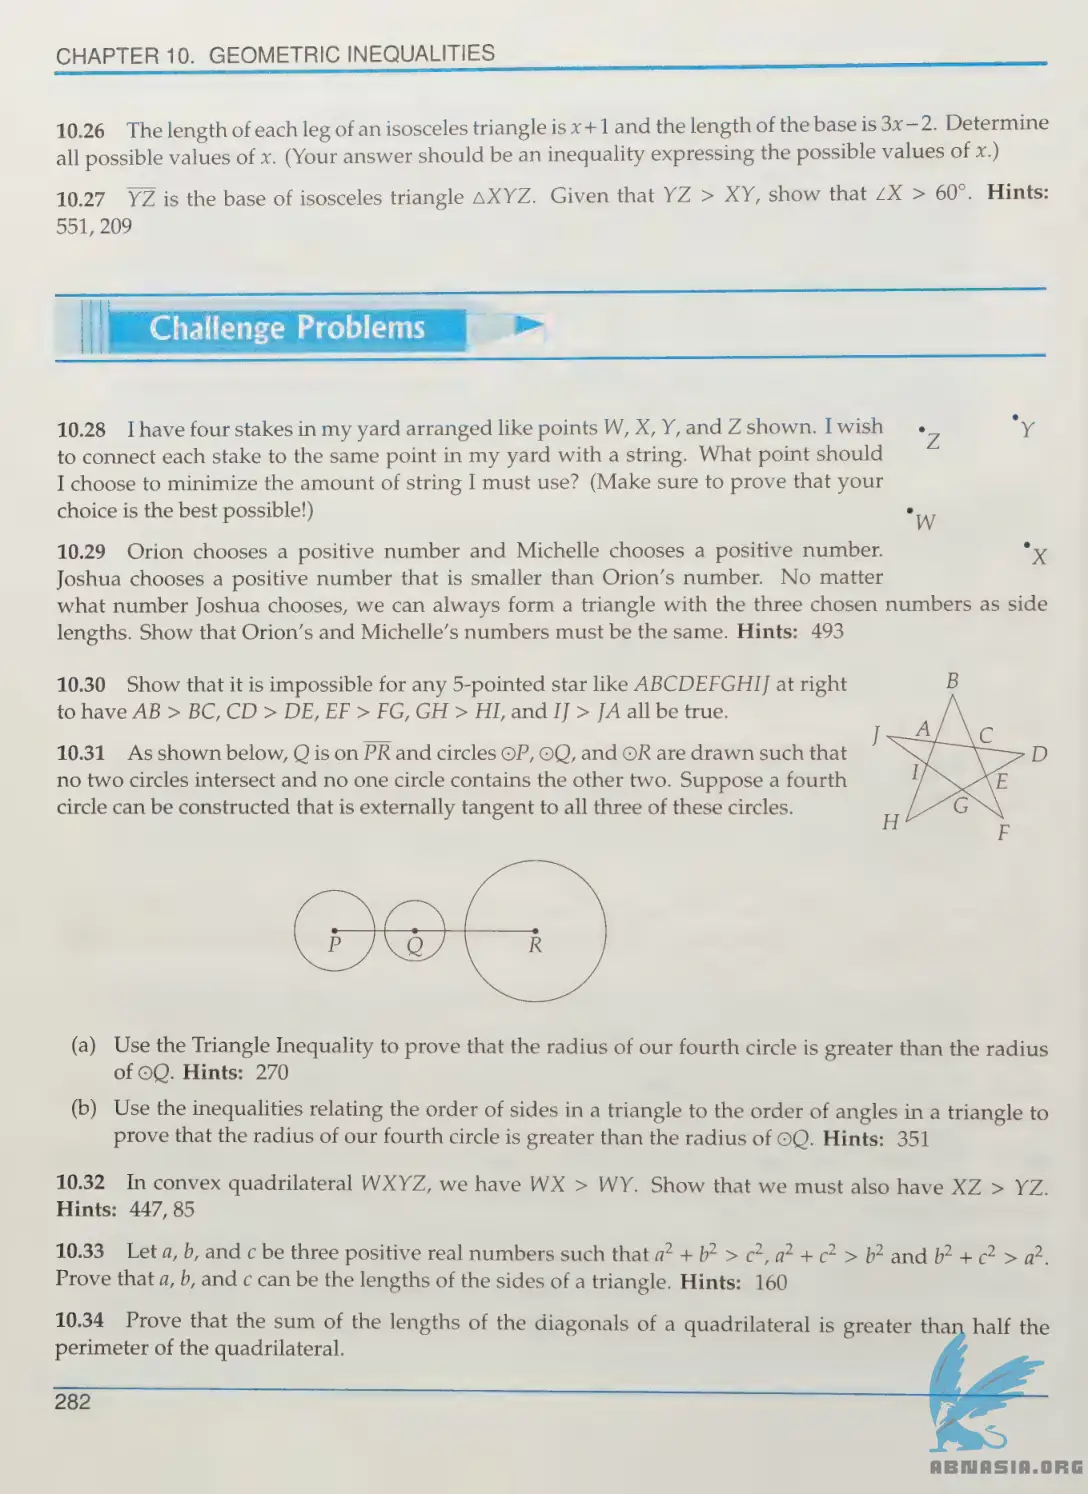 CHAPTER 10. GEOMETRIC INEQUALITIES
10.26 The length of each leg of an isosceles triangle is x+1 and the length of the base is 3x−2. Determine
all possible values of x. (Your answer should be an inequality expressing the possible values of x.)
10.27 YZ is the base of isosceles triangle △XYZ. Given that YZ > XY, show that ∠X > 60°. Hints:
551, 209
Challenge Problems
10.28 I have four stakes in my yard arranged like points W, X, Y, and Z shown. I wish
to connect each stake to the same point in my yard with a string. What point should
I choose to minimize the amount of string I must use? (Make sure to prove that your
choice is the best possible!)
Z
Y
W
X
10.29 Orion chooses a positive number and Michelle chooses a positive number.
Joshua chooses a positive number that is smaller than Orion's number. No matter
what number Joshua chooses, we can always form a triangle with the three chosen numbers as side
lengths. Show that Orion's and Michelle's numbers must be the same. Hints: 493
10.30 Show that it is impossible for any 5-pointed star like ABCDEFGHIJ at right
to have AB > BC, CD > DE, EF > FG, GH > HI, and IJ > JA all be true.
10.31 As shown below, Q is on PR and circles ⊙P, ⊙Q, and ⊙R are drawn such that
no two circles intersect and no one circle contains the other two. Suppose a fourth
circle can be constructed that is externally tangent to all three of these circles.
B
J
A
C
D
I
E
G
H
F
P
Q
R
(a) Use the Triangle Inequality to prove that the radius of our fourth circle is greater than the radius
of ⊙Q. Hints: 270
(b) Use the inequalities relating the order of sides in a triangle to the order of angles in a triangle to
prove that the radius of our fourth circle is greater than the radius of ⊙Q. Hints: 351
10.32 In convex quadrilateral WXYZ, we have WX > WY. Show that we must also have XZ > YZ.
Hints: 447, 85
10.33 Let a, b, and c be three positive real numbers such that a² + b² > c², a² + c² > b² and b² + c² > a².
Prove that a, b, and c can be the lengths of the sides of a triangle. Hints: 160
10.34 Prove that the sum of the lengths of the diagonals of a quadrilateral is greater than half the
perimeter of the quadrilateral.
282
ABNASIA.ORG